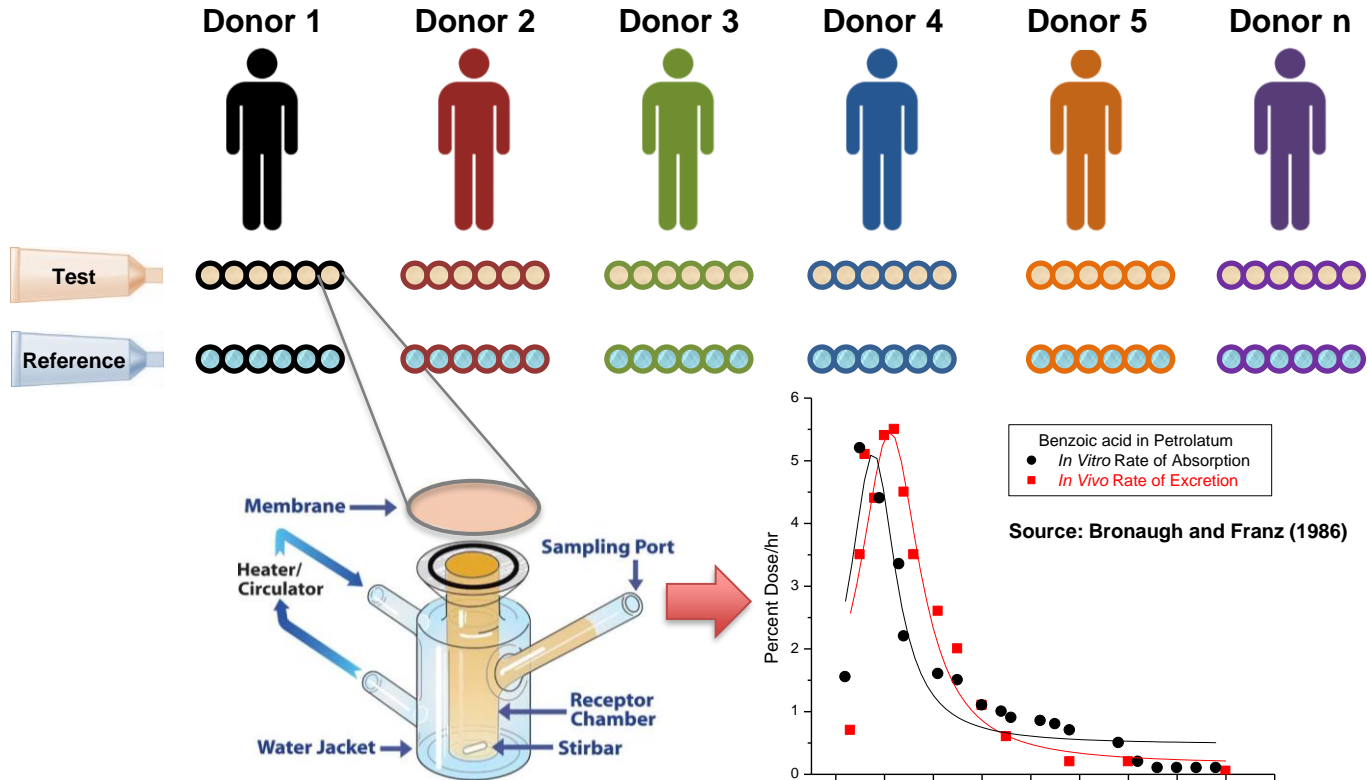 Donor 1
Donor 2
Donor 3
Donor 4
Donor 5
Donor n
Test
Reference
Membrane
Heater/
Circulator
Sampling Port
Receptor
Chamber
Water Jacket
Stirbar
Percent Dose/hr
6
5
4
3
2
1
0
Benzoic acid in Petrolatum
In Vitro Rate of Absorption
In Vivo Rate of Excretion
Source: Bronaugh and Franz (1986)